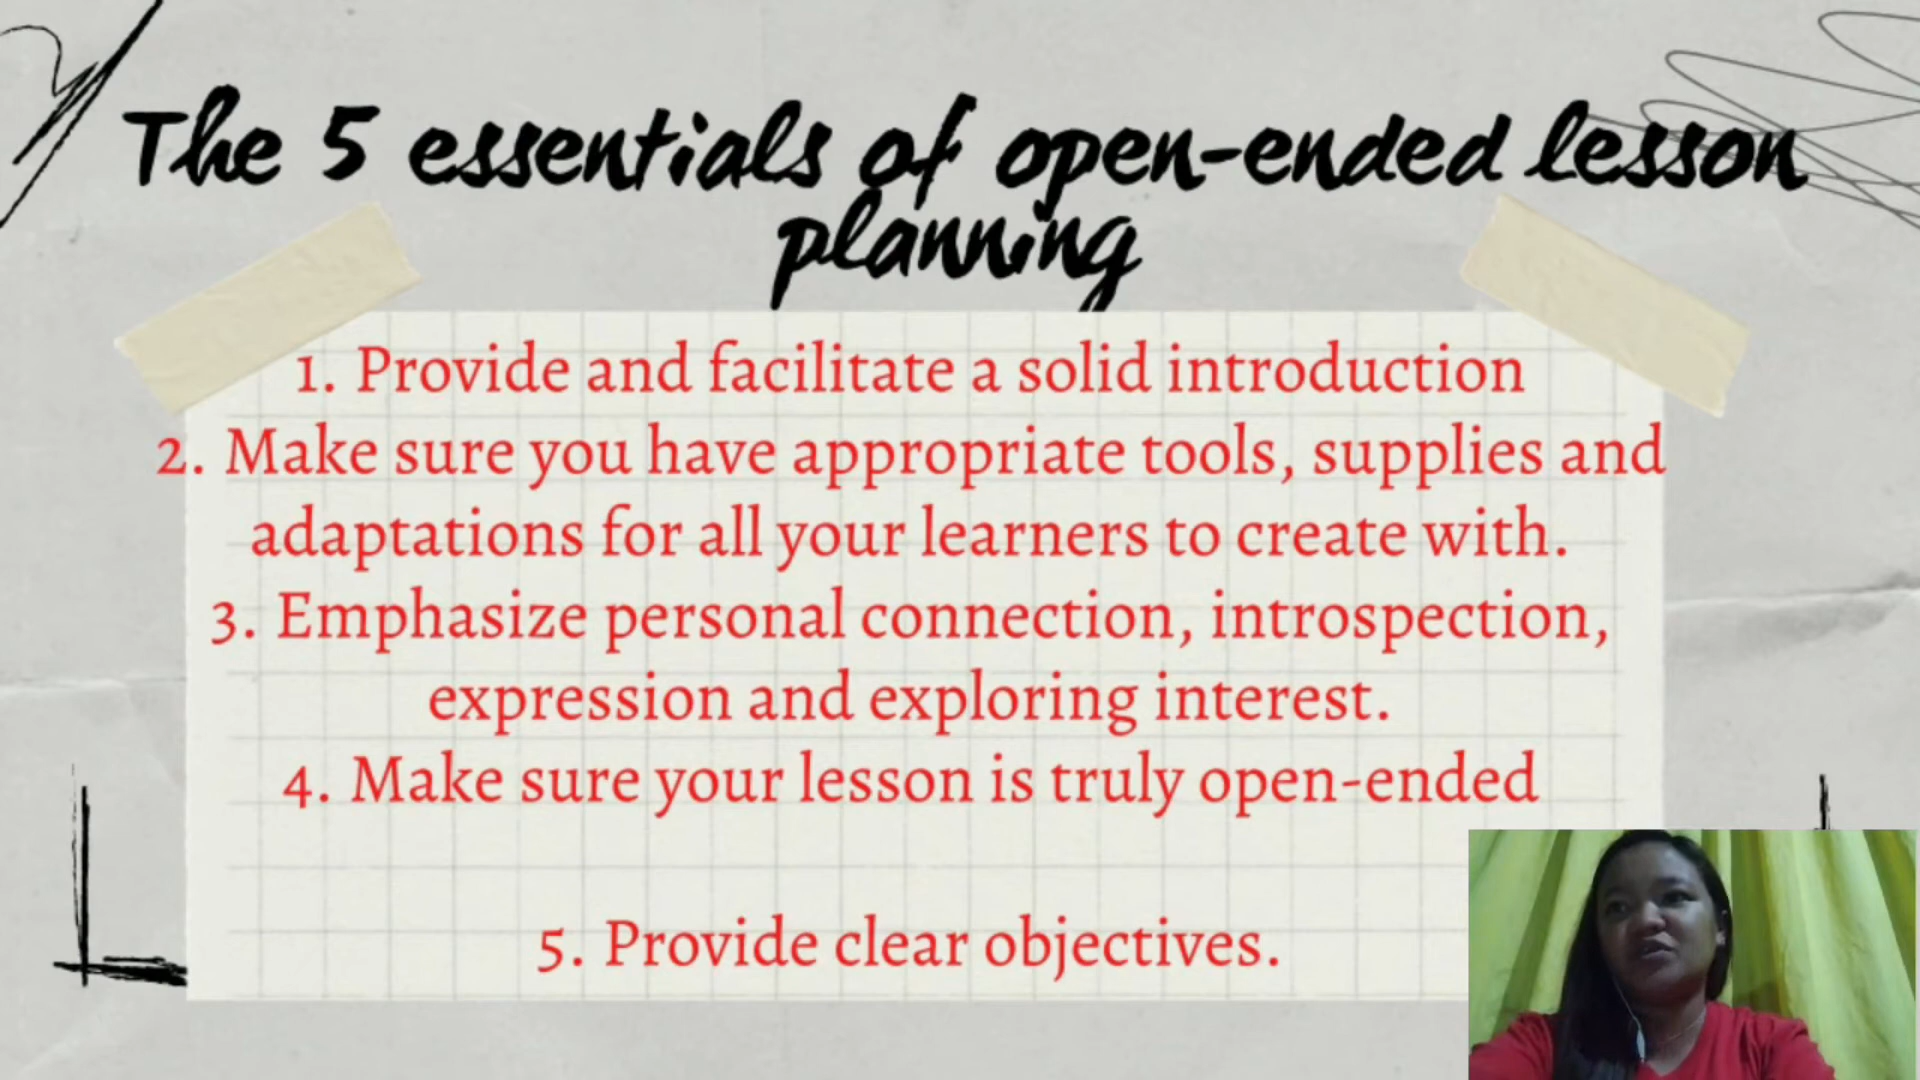 The 5 essentials of open-ended lesson
planning
1. Provide and facilitate a solid introduction
2. Make sure you have appropriate tools, supplies and
adaptations for all your learners to create with.
3. Emphasize personal connection, introspection,
expression and exploring interest.
4. Make sure your lesson is truly open-ended
5. Provide clear objectives.